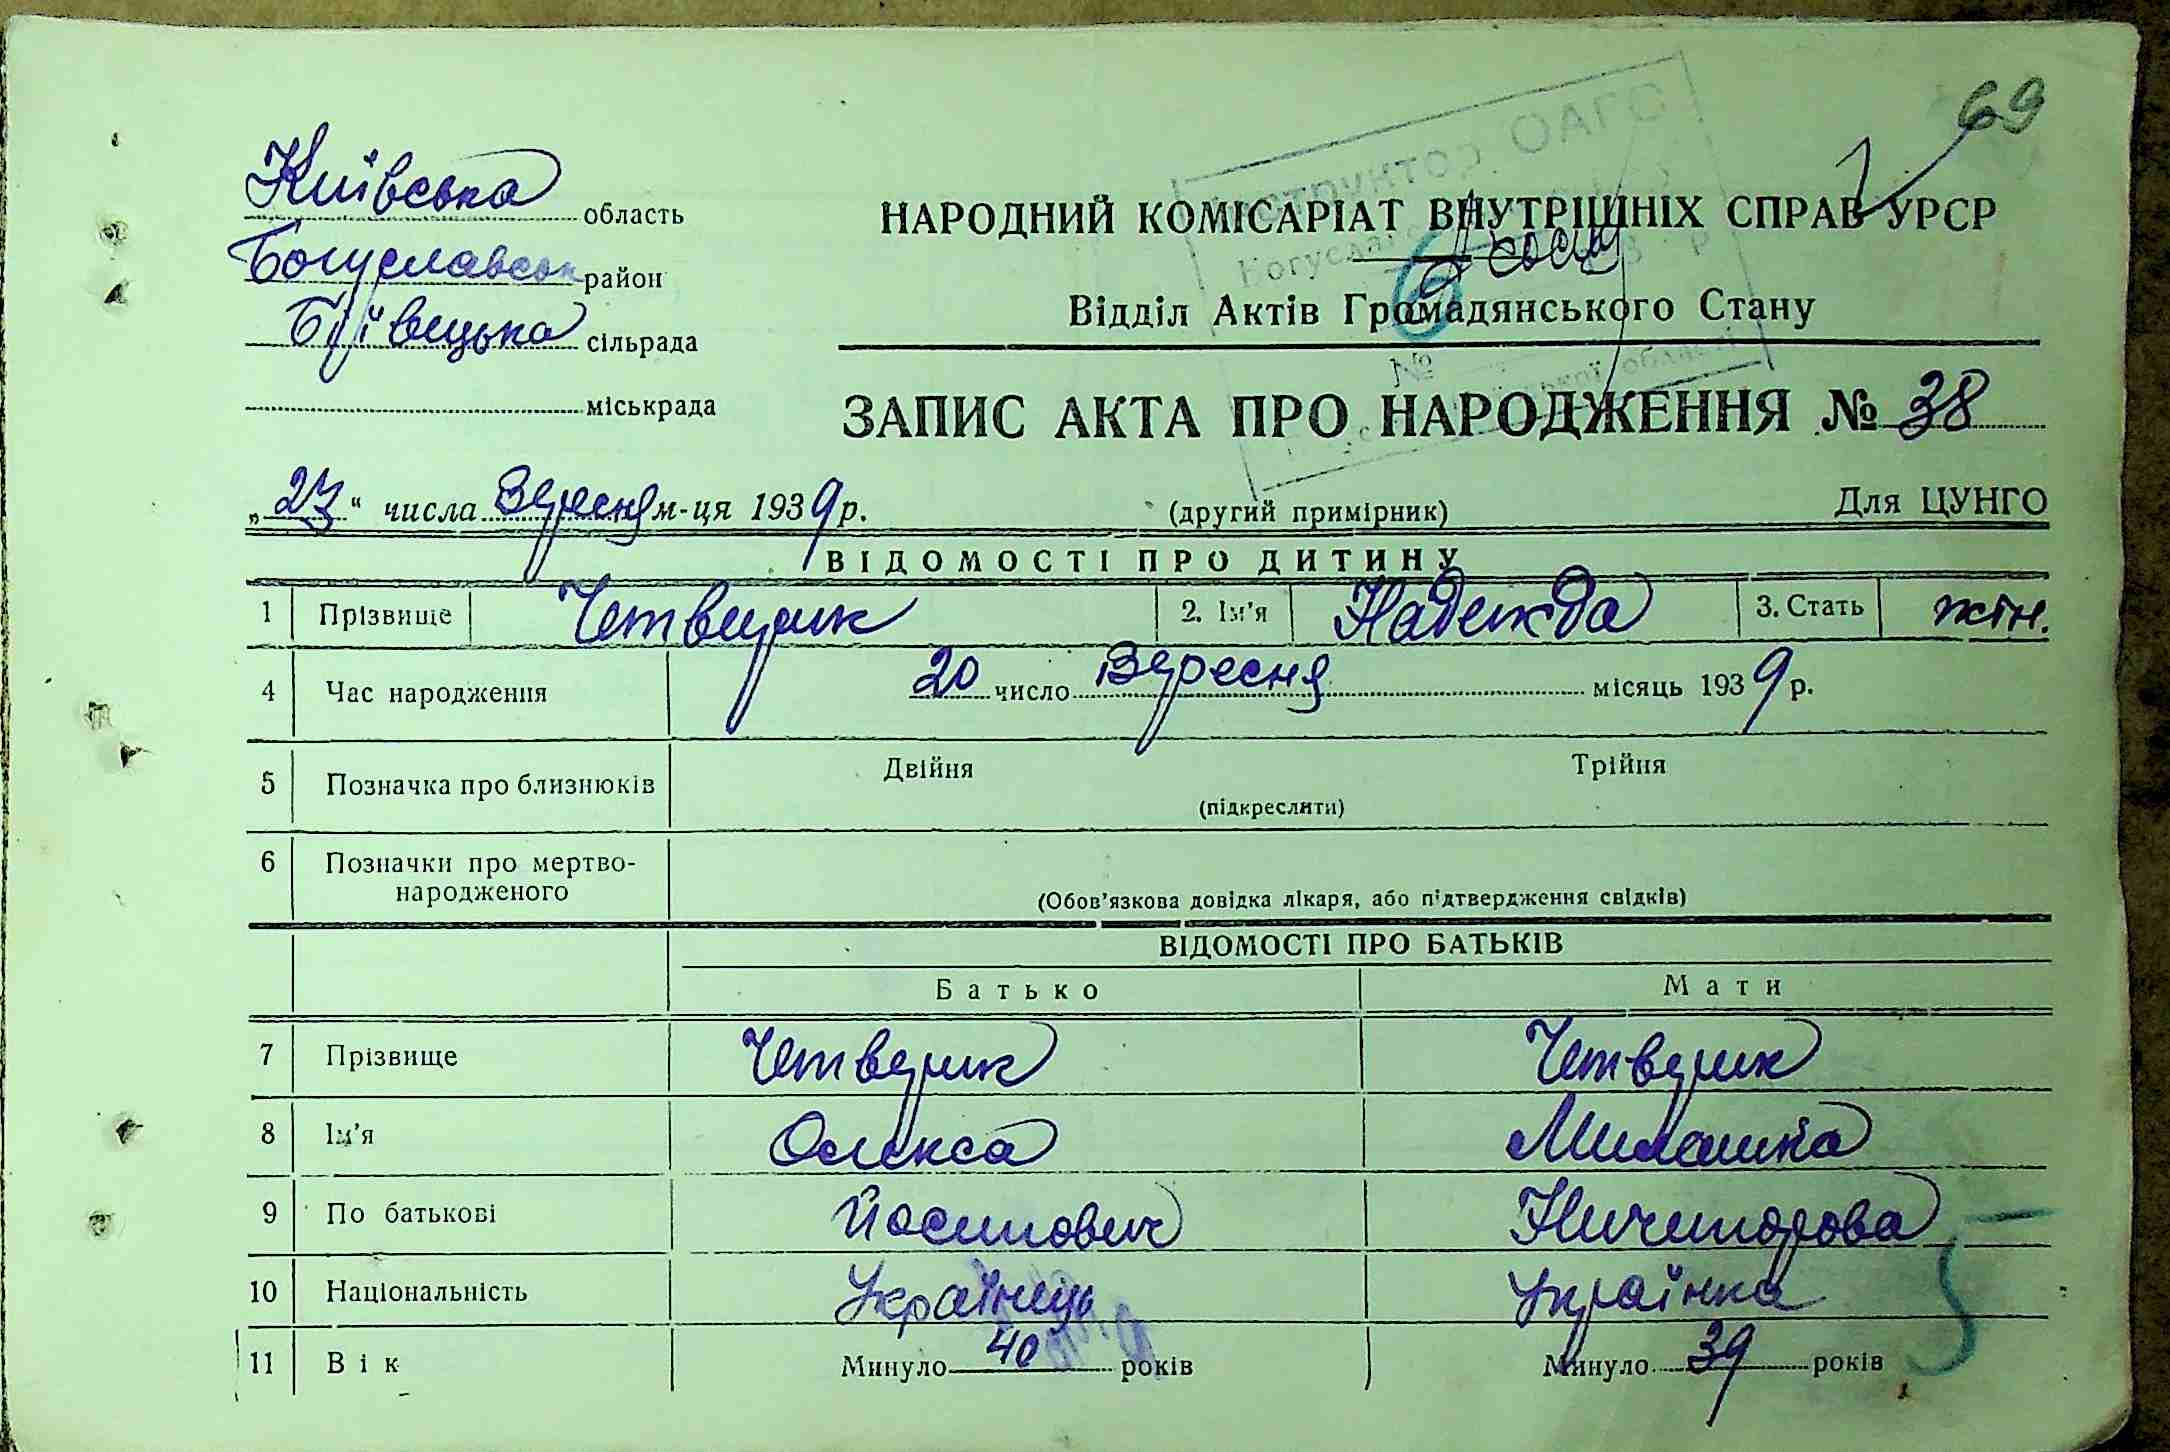 69
Київська область
Богуславськ район
Бріївецька сільрада
міськрада
НАРОДНИЙ КОМІСАРІАТ ВНУТРІШНІХ СПРАВ УРСР
Відділ Актів Громадянського Стану
ЗАПИС АКТА ПРО НАРОДЖЕННЯ № 38
„23“ числа Вересня м-ця 1939 р. (другий примірник) Для ЦУНГО
ВІДОМОСТІ ПРО ДИТИНУ
1 Прізвище Четверик 2. Ім'я Надежда 3. Стать жін.
4 Час народження 20 число Вересня місяць 1939 р.
5 Позначка про близнюків Двійня Трійня
(підкреслити)
6 Позначки про мертво-
народженого
(Обов'язкова довідка лікаря, або підтвердження свідків)
ВІДОМОСТІ ПРО БАТЬКІВ
Батько Мати
7 Прізвище Четверик Четверик
8 Ім'я Олекса Милашка
9 По батькові Йосипович Ничипорова
10 Національність Українець Українка
11 Вік Минуло 40 років Минуло 39 років